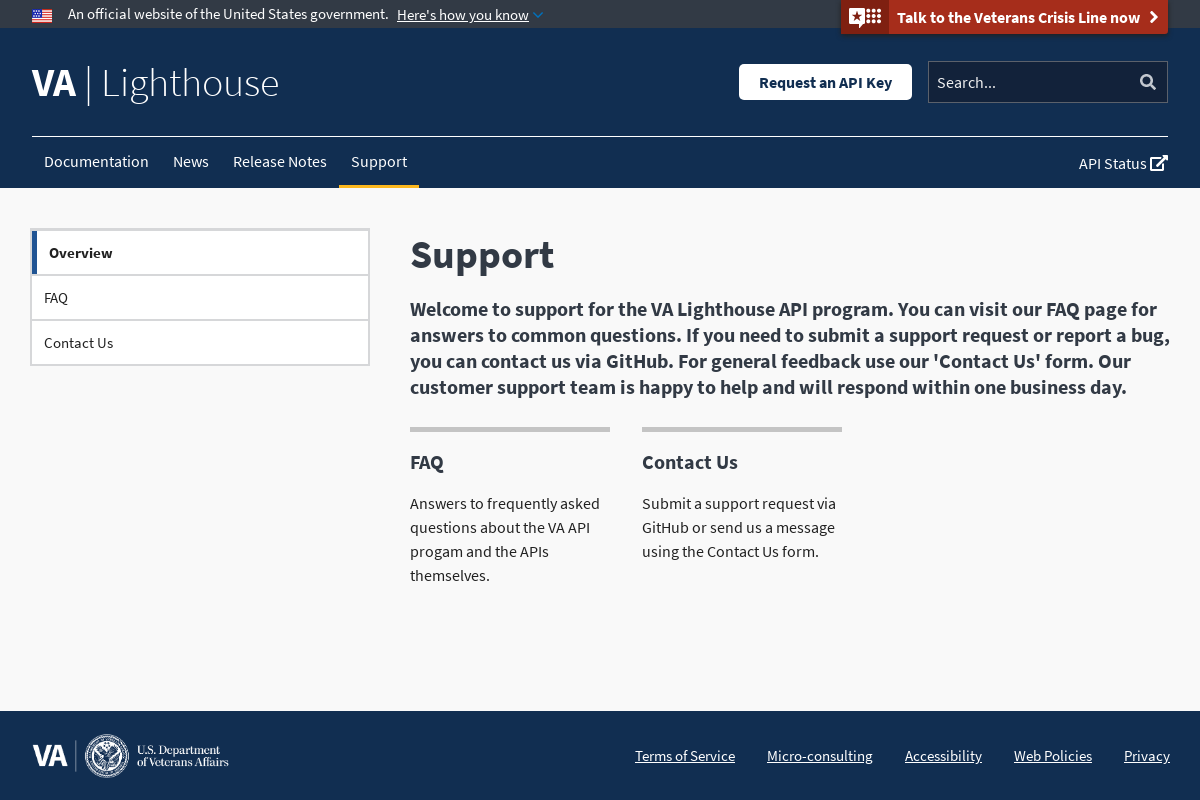 An official website of the United States government. Here's how you know
Talk to the Veterans Crisis Line now
VA | Lighthouse
Request an API Key
Search...
Documentation News Release Notes Support
API Status
Overview
FAQ
Contact Us
Support
Welcome to support for the VA Lighthouse API program. You can visit our FAQ page for
answers to common questions. If you need to submit a support request or report a bug,
you can contact us via GitHub. For general feedback use our 'Contact Us' form. Our
customer support team is happy to help and will respond within one business day.
FAQ
Answers to frequently asked
questions about the VA API
progam and the APIs
themselves.
Contact Us
Submit a support request via
GitHub or send us a message
using the Contact Us form.
VA
U.S. Department
of Veterans Affairs
Terms of Service Micro-consulting Accessibility Web Policies Privacy